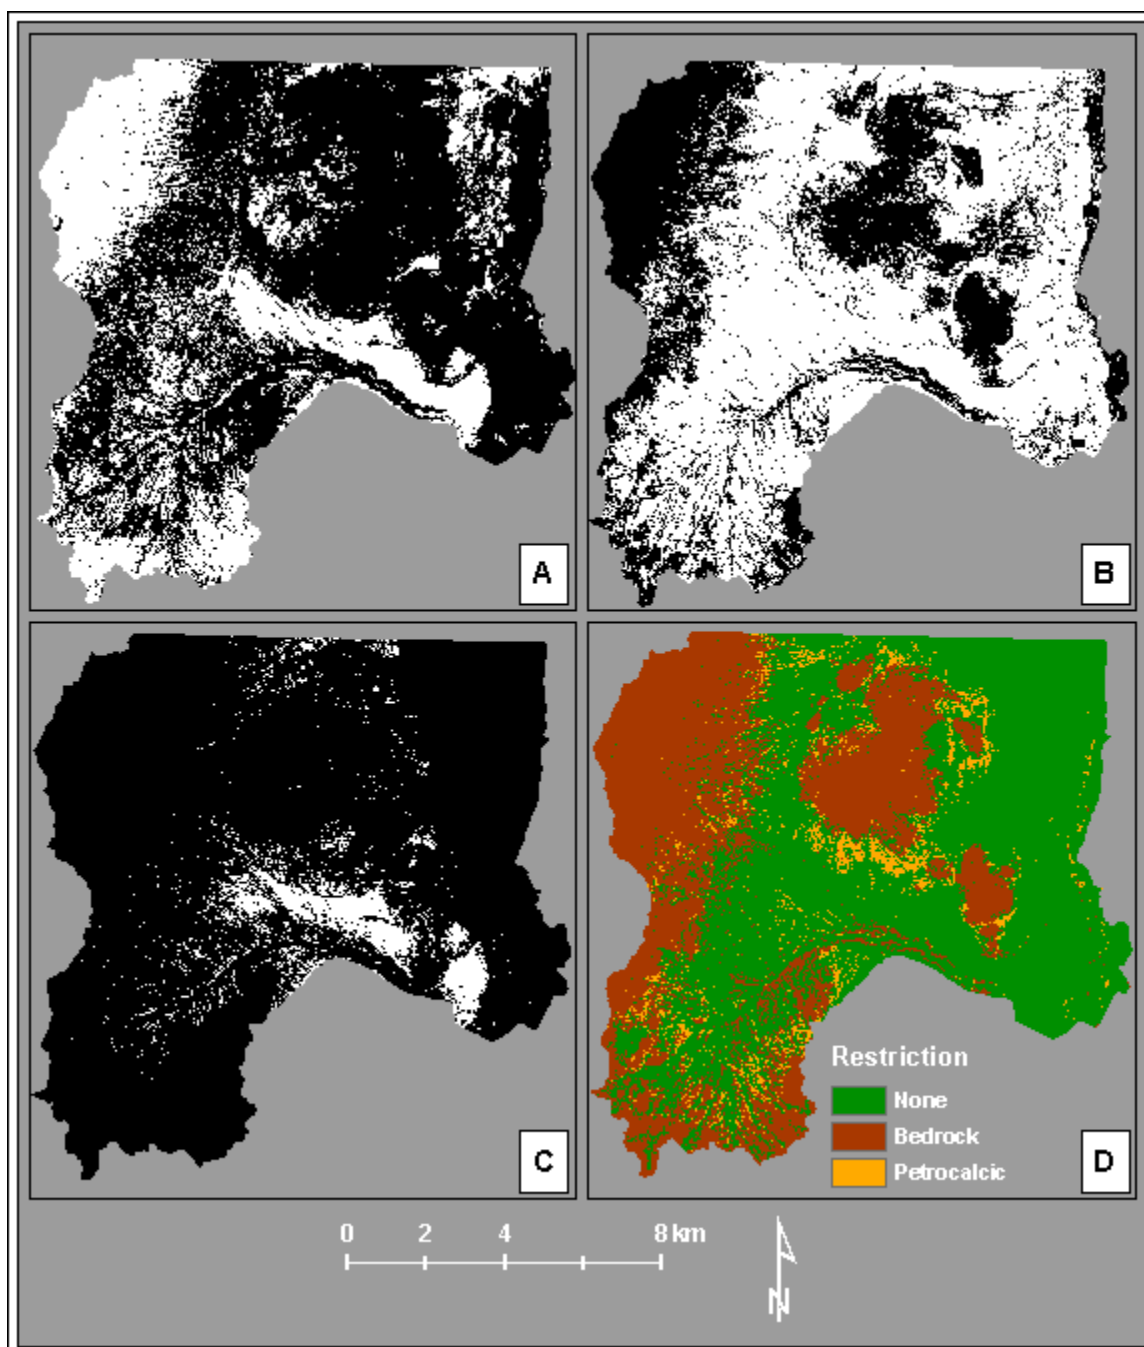 A
B
C
Restriction
None
Bedrock
Petrocalcic
D
0 2 4 8 km
N